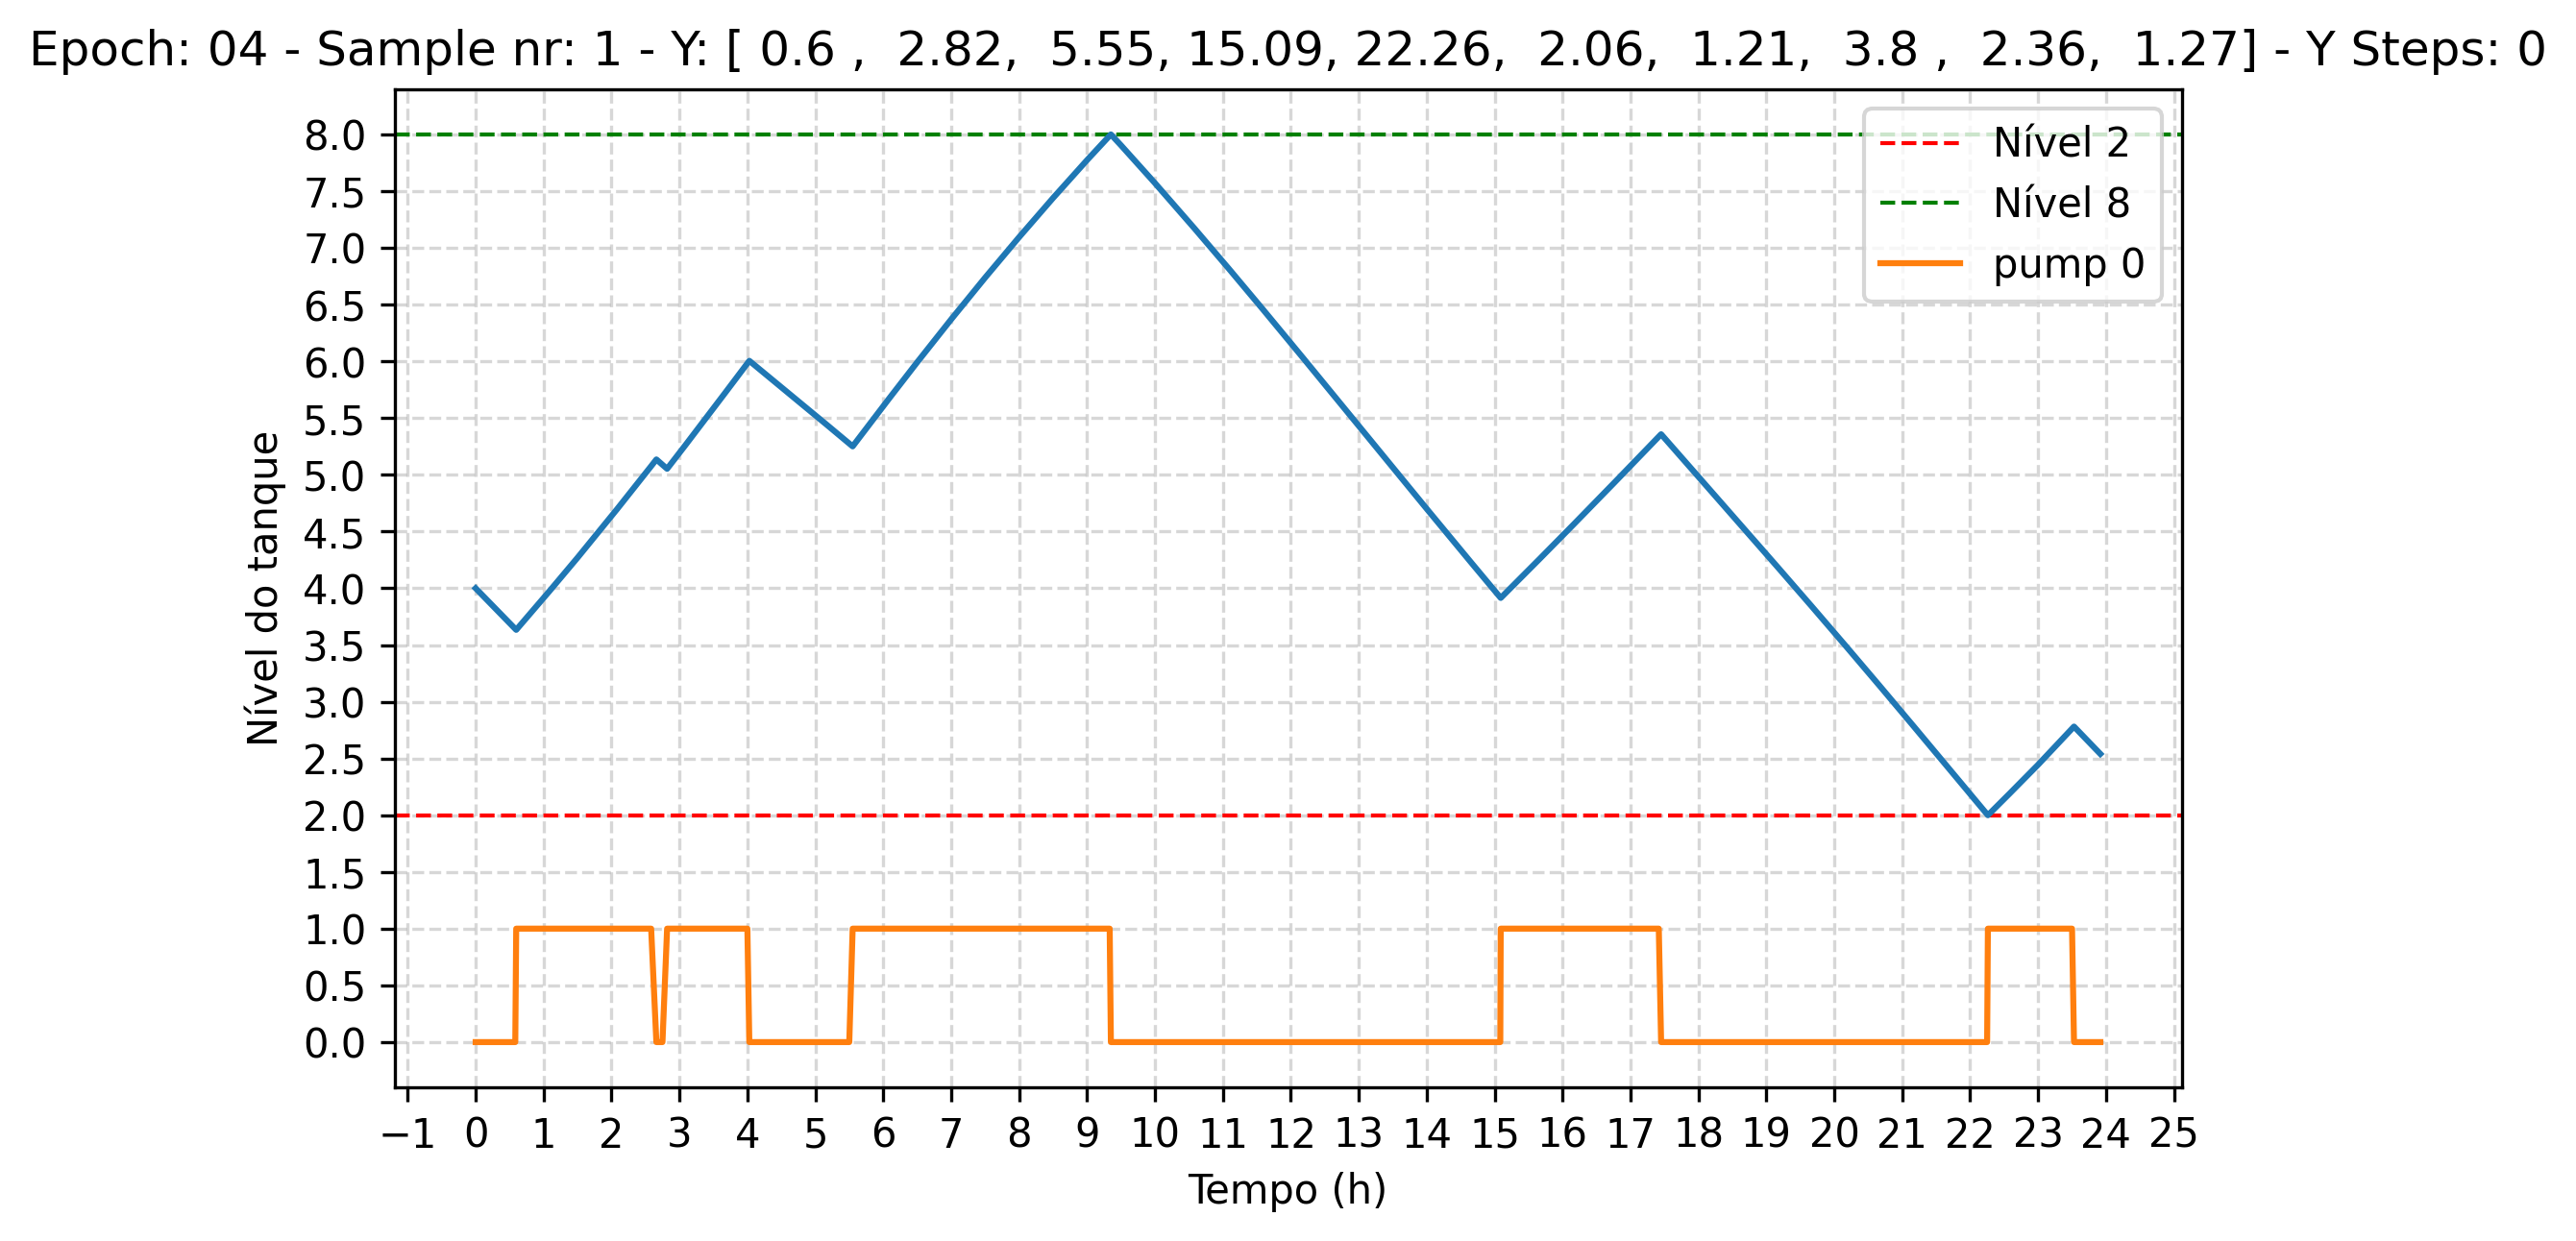 Epoch: 04 - Sample nr: 1 - Y: [ 0.6 ,  2.82,  5.55, 15.09, 22.26,  2.06,  1.21,  3.8 ,  2.36,  1.27] - Y Steps: 0
Nível 2
Nível 8
pump 0
8.0
7.5
7.0
6.5
6.0
5.5
5.0
4.5
4.0
3.5
3.0
2.5
2.0
1.5
1.0
0.5
0.0
Nível do tanque
−1 0 1 2 3 4 5 6 7 8 9 10 11 12 13 14 15 16 17 18 19 20 21 22 23 24 25
Tempo (h)